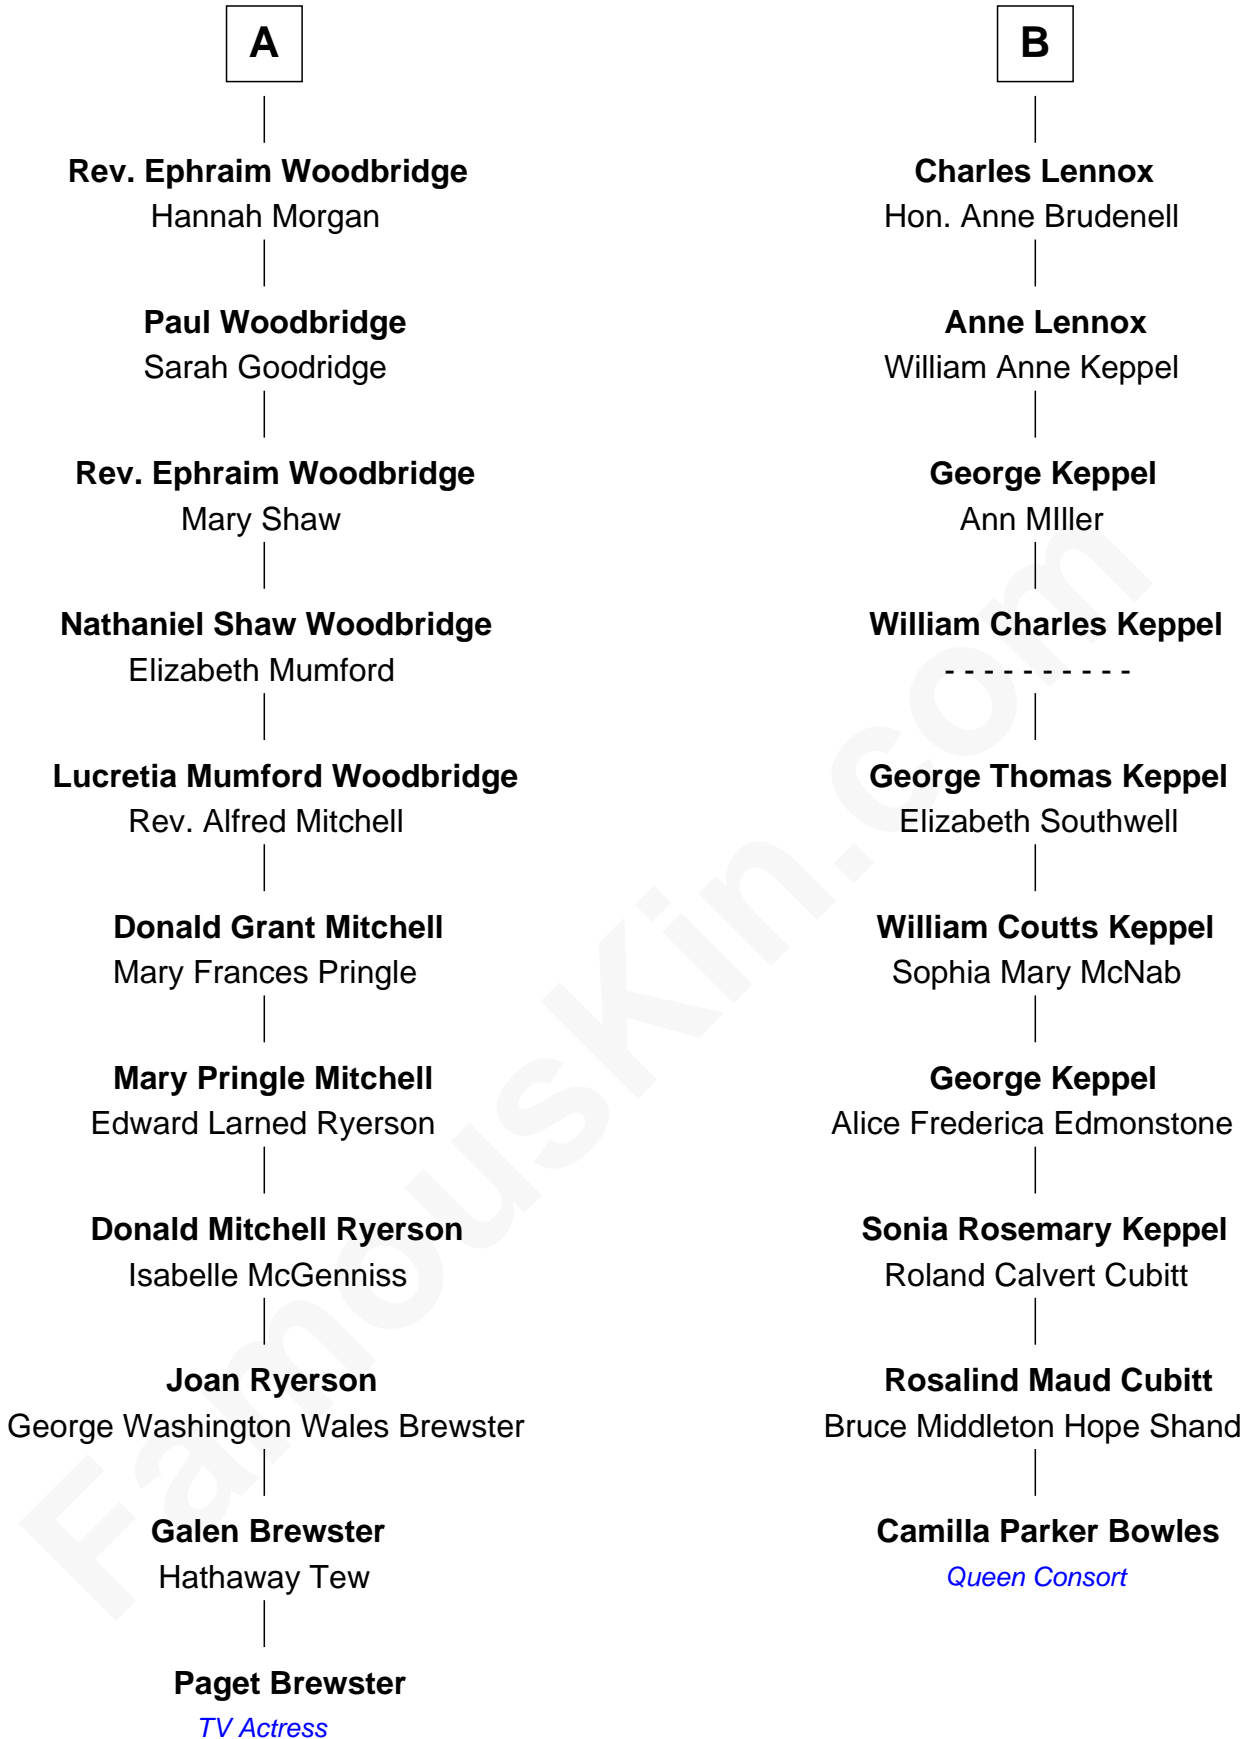 A
Rev. Ephraim Woodbridge
Hannah Morgan
Paul Woodbridge
Sarah Goodridge
Rev. Ephraim Woodbridge
Mary Shaw
Nathaniel Shaw Woodbridge
Elizabeth Mumford
Lucretia Mumford Woodbridge
Rev. Alfred Mitchell
Donald Grant Mitchell
Mary Frances Pringle
Mary Pringle Mitchell
Edward Larned Ryerson
Donald Mitchell Ryerson
Isabelle McGenniss
Joan Ryerson
George Washington Wales Brewster
Galen Brewster
Hathaway Tew
Paget Brewster
TV Actress
B
Charles Lennox
Hon. Anne Brudenell
Anne Lennox
William Anne Keppel
George Keppel
Ann MIller
William Charles Keppel
- - - - - - - - - -
George Thomas Keppel
Elizabeth Southwell
William Coutts Keppel
Sophia Mary McNab
George Keppel
Alice Frederica Edmonstone
Sonia Rosemary Keppel
Roland Calvert Cubitt
Rosalind Maud Cubitt
Bruce Middleton Hope Shand
Camilla Parker Bowles
Queen Consort
FamousKin.com